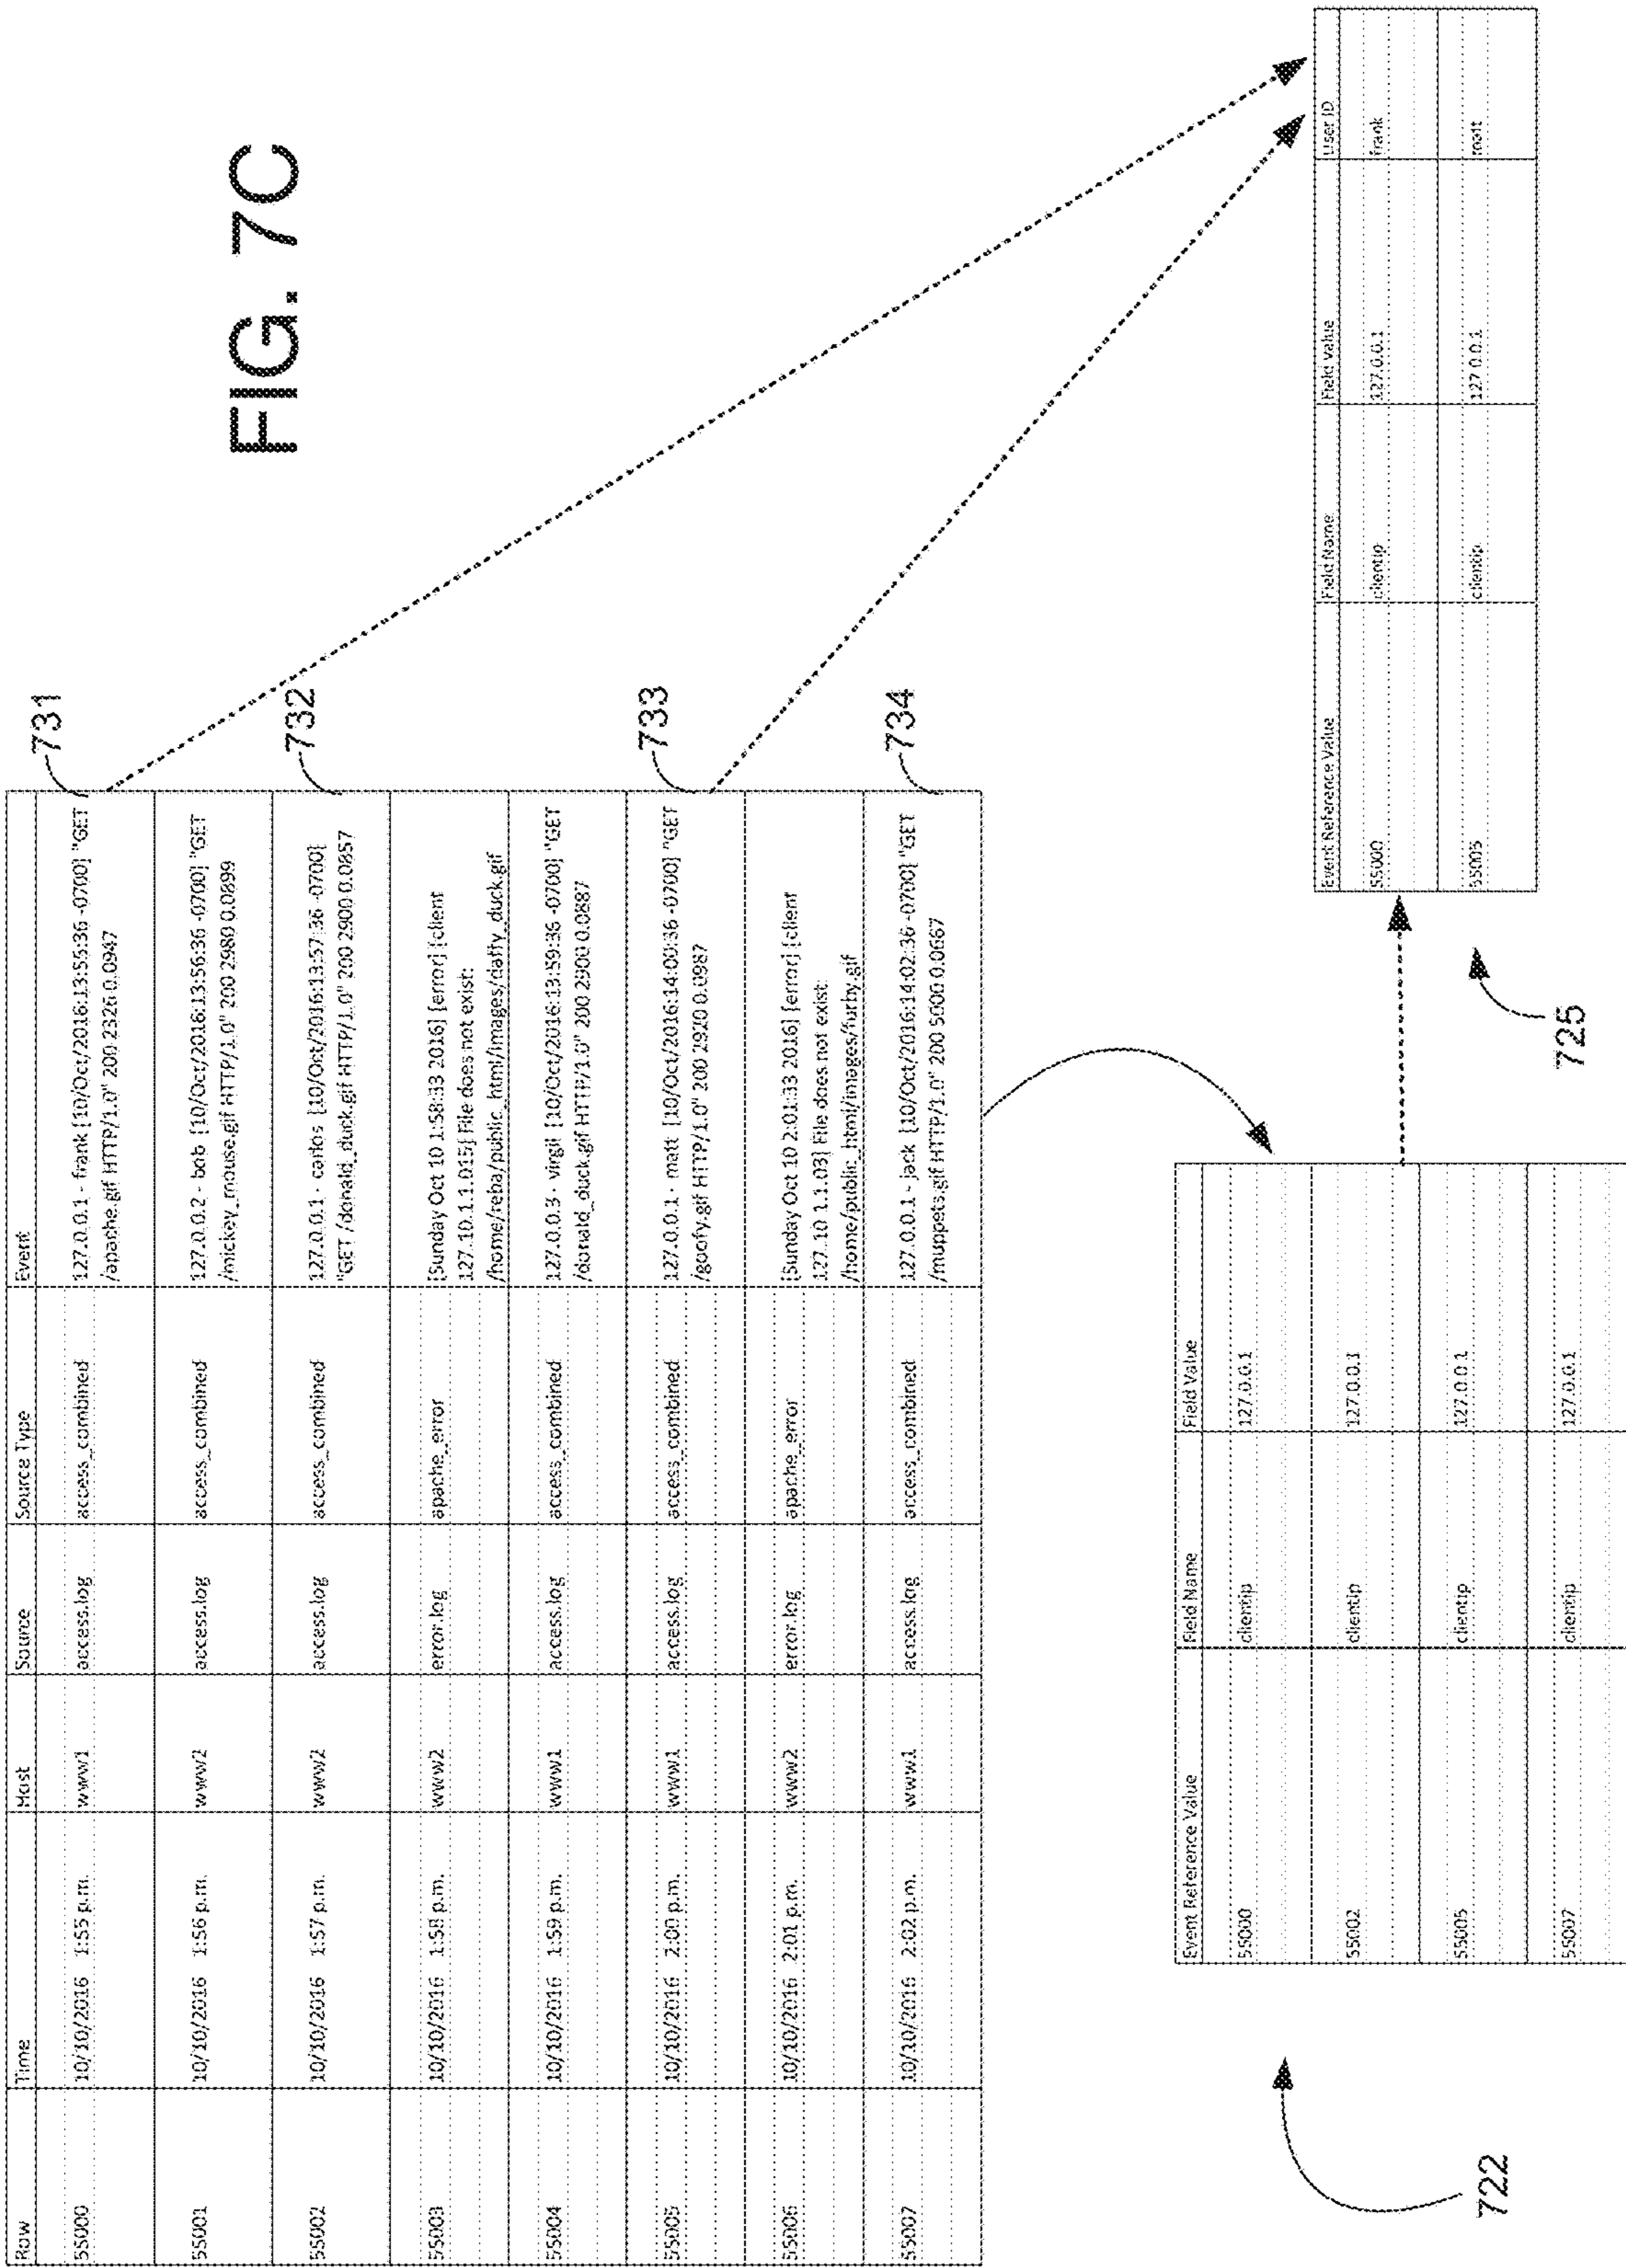 FIG. 7C
Row Time Host Source Source Type Event
55000 10/10/2016 1:55 p.m. www1 access.log access_combined 127.0.0.1 - frank [10/Oct/2016:13:55:36 -0700] "GET
/apache.gif HTTP/1.0" 200 2326 0.0947
731
55001 10/10/2016 1:56 p.m. www2 access.log access_combined 127.0.0.2 - bob [10/Oct/2016:13:56:36 -0700] "GET
/mickey_mouse.gif HTTP/1.0" 200 2980 0.0899
55002 10/10/2016 1:57 p.m. www2 access.log access_combined 127.0.0.1 - carlos [10/Oct/2016:13:57:36 -0700]
"GET /donald_duck.gif HTTP/1.0" 200 2900 0.0857
732
55003 10/10/2016 1:58 p.m. www2 error.log apache_error [Sunday Oct 10 1:58:33 2016] [error] [client
127.10.1.1.015] File does not exist:
/home/reba/public_html/images/daffy_duck.gif
55004 10/10/2016 1:59 p.m. www1 access.log access_combined 127.0.0.3 - virgil [10/Oct/2016:13:59:36 -0700] "GET
/donald_duck.gif HTTP/1.0" 200 2900 0.0887
55005 10/10/2016 2:00 p.m. www1 access.log access_combined 127.0.0.1 - matt [10/Oct/2016:14:00:36 -0700] "GET
/goofy.gif HTTP/1.0" 200 2920 0.0987
733
55006 10/10/2016 2:01 p.m. www2 error.log apache_error [Sunday Oct 10 2:01:33 2016] [error] [client
127.10.1.1.03] File does not exist:
/home/public_html/images/furby.gif
55007 10/10/2016 2:02 p.m. www1 access.log access_combined 127.0.0.1 - jack [10/Oct/2016:14:02:36 -0700] "GET
/muppets.gif HTTP/1.0" 200 5000 0.0667
734
722
Event Reference Value Field Name Field Value
55000 clientip 127.0.0.1
55002 clientip 127.0.0.1
55005 clientip 127.0.0.1
55007 clientip 127.0.0.1
725
Event Reference Value Field Name Field Value User ID
55000 clientip 127.0.0.1 frank
55005 clientip 127.0.0.1 matt